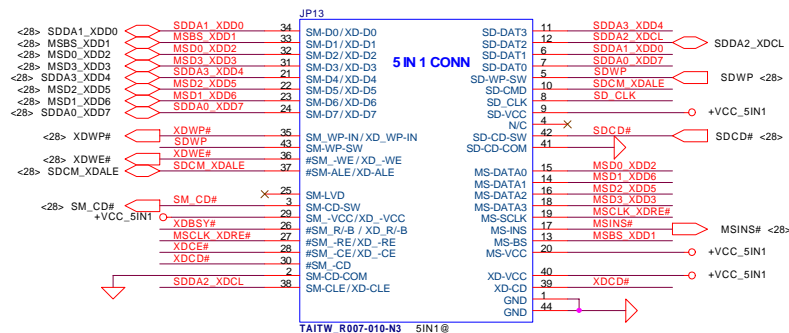 JP13
<28> SDDA1_XDD0 SDDA1_XDD0 34 SM-D0/XD-D0 SD-DAT3 11 SDDA3_XDD4
<28> MSBS_XDD1 MSBS_XDD1 33 SM-D1/XD-D1 SD-DAT2 12 SDDA2_XDCL SDDA2_XDCL
<28> MSD0_XDD2 MSD0_XDD2 32 SM-D2/XD-D2 5 IN 1 CONN SD-DAT1 6 SDDA1_XDD0
<28> MSD3_XDD3 MSD3_XDD3 31 SM-D3/XD-D3 SD-DAT0 7 SDDA0_XDD7
<28> SDDA3_XDD4 SDDA3_XDD4 21 SM-D4/XD-D4 SD-WP-SW 5 SDWP SDWP <28>
<28> MSD2_XDD5 MSD2_XDD5 22 SM-D5/XD-D5 SD-CMD 10 SDCM_XDALE
<28> MSD1_XDD6 MSD1_XDD6 23 SM-D6/XD-D6 SD_CLK 8 SD_CLK
<28> SDDA0_XDD7 SDDA0_XDD7 24 SM-D7/XD-D7 SD-VCC 9 +VCC_5IN1
N/C 4
<28> XDWP# XDWP# 35 SM_WP-IN/XD_WP-IN SD-CD-SW 42 SDCD# SDCD# <28>
SDWP 43 SM-WP-SW SD-CD-COM 41
<28> XDWE# XDWE# 36 #SM_-WE/XD_-WE
<28> SDCM_XDALE SDCM_XDALE 37 #SM-ALE/XD-ALE MS-DATA0 15 MSD0_XDD2
MS-DATA1 14 MSD1_XDD6
25 SM-LVD MS-DATA2 16 MSD2_XDD5
<28> SM_CD# SM_CD# 3 SM-CD-SW MS-DATA3 18 MSD3_XDD3
+VCC_5IN1 29 SM_-VCC/XD_-VCC MS-SCLK 19 MSCLK_XDRE#
XDBSY# 26 #SM_R/-B / XD_R/-B MS-INS 17 MSINS# MSINS# <28>
MSCLK_XDRE# 27 #SM_-RE/XD_-RE MS-BS 13 MSBS_XDD1
XDCE# 28 #SM_-CE/XD_-CE MS-VCC 20 +VCC_5IN1
XDCD# 30 #SM_-CD
2 SM-CD-COM XD-VCC 40 +VCC_5IN1
SDDA2_XDCL 38 SM-CLE/XD-CLE XD-CD 39 XDCD#
GND 1
GND 44
TAITW_R007-010-N3 5IN1@